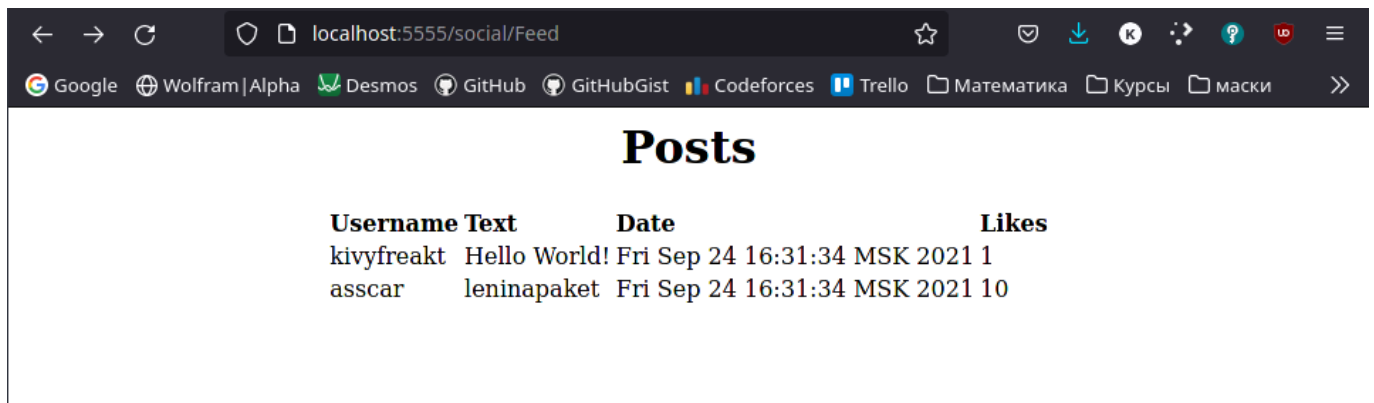 localhost:5555/social/Feed
Google Wolfram|Alpha Desmos GitHub GitHubGist Codeforces Trello Математика Курсы маски
Posts
Username Text Date Likes
kivyfreakt Hello World! Fri Sep 24 16:31:34 MSK 2021 1
asscar leninapaket Fri Sep 24 16:31:34 MSK 2021 10